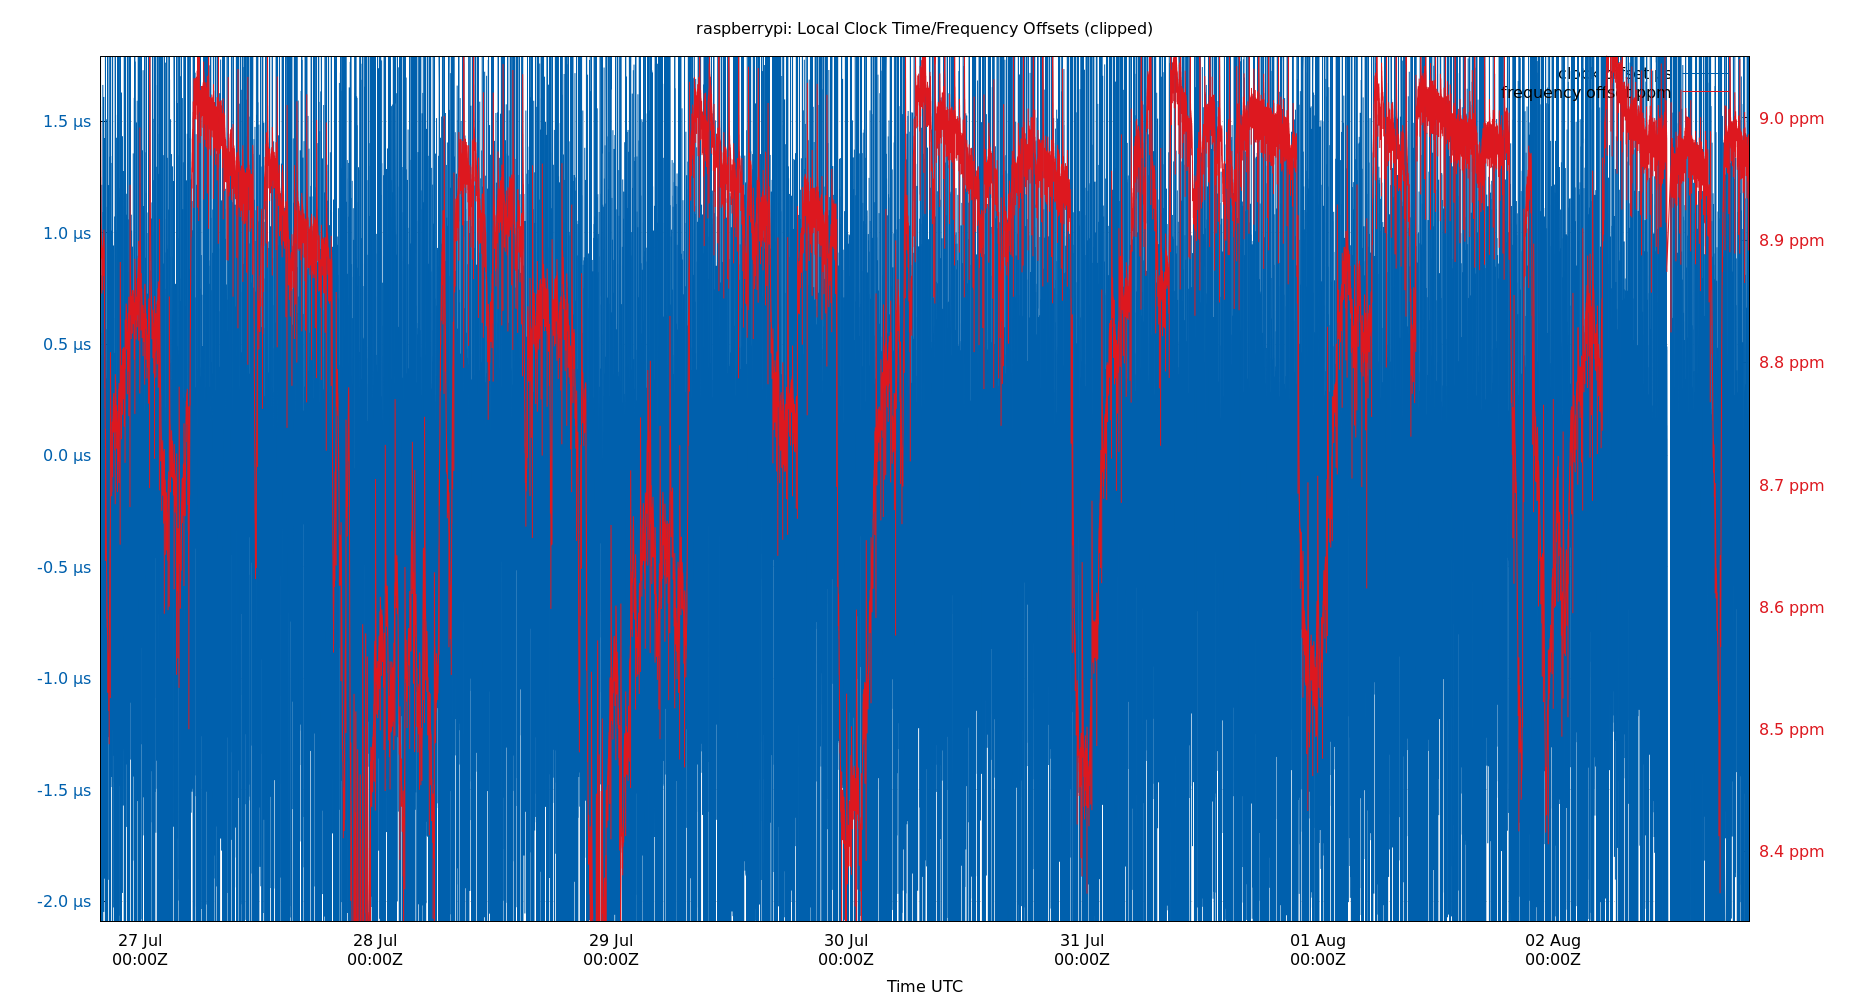 raspberrypi: Local Clock Time/Frequency Offsets (clipped)
clock offset µs
frequency offset ppm
1.5 µs
1.0 µs
0.5 µs
0.0 µs
-0.5 µs
-1.0 µs
-1.5 µs
-2.0 µs
9.0 ppm
8.9 ppm
8.8 ppm
8.7 ppm
8.6 ppm
8.5 ppm
8.4 ppm
27 Jul
00:00Z
28 Jul
00:00Z
29 Jul
00:00Z
30 Jul
00:00Z
31 Jul
00:00Z
01 Aug
00:00Z
02 Aug
00:00Z
Time UTC